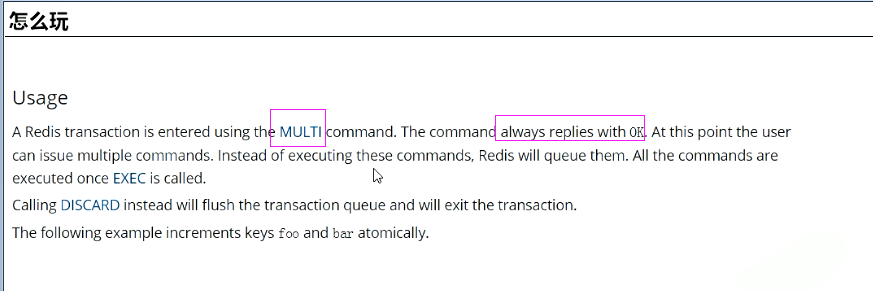 怎么玩
Usage
A Redis transaction is entered using the MULTI command. The command always replies with OK. At this point the user
can issue multiple commands. Instead of executing these commands, Redis will queue them. All the commands are
executed once EXEC is called.
Calling DISCARD instead will flush the transaction queue and will exit the transaction.
The following example increments keys foo and bar atomically.